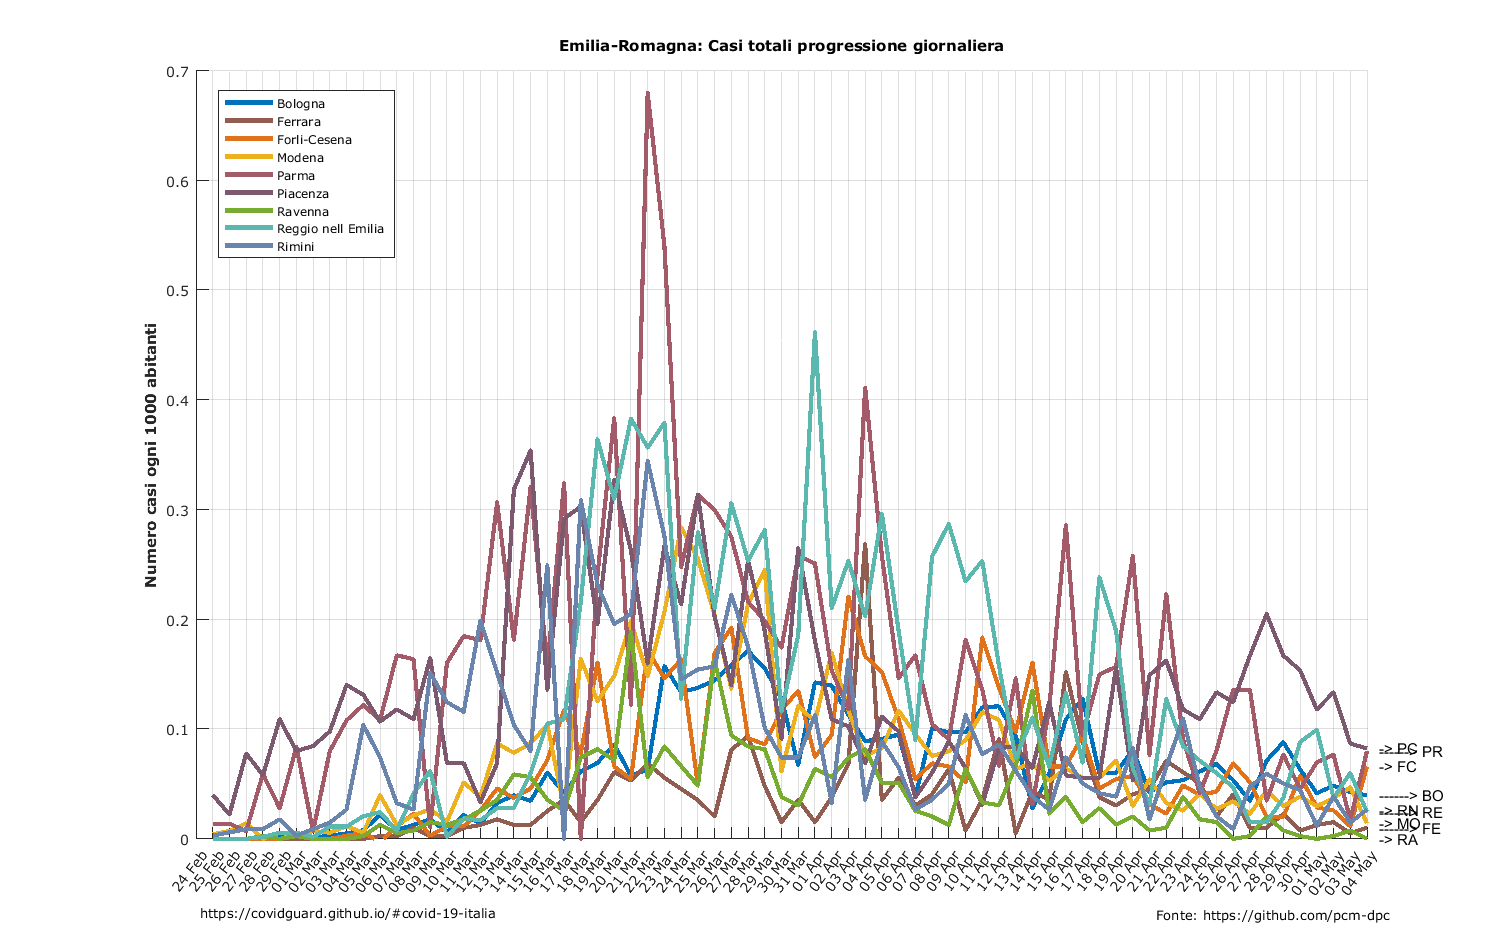 Emilia-Romagna: Casi totali progressione giornaliera
Numero casi ogni 1000 abitanti
0.7
0.6
0.5
0.4
0.3
0.2
0.1
0
Bologna
Ferrara
Forli-Cesena
Modena
Parma
Piacenza
Ravenna
Reggio nell Emilia
Rimini
-> PC
------> PR
-> FC
------> BO
-> RN
------> RE
-> MO
------> FE
-> RA
24 Feb
25 Feb
26 Feb
27 Feb
28 Feb
29 Feb
01 Mar
02 Mar
03 Mar
04 Mar
05 Mar
06 Mar
07 Mar
08 Mar
09 Mar
10 Mar
11 Mar
12 Mar
13 Mar
14 Mar
15 Mar
16 Mar
17 Mar
18 Mar
19 Mar
20 Mar
21 Mar
22 Mar
23 Mar
24 Mar
25 Mar
26 Mar
27 Mar
28 Mar
29 Mar
30 Mar
31 Mar
01 Apr
02 Apr
03 Apr
04 Apr
05 Apr
06 Apr
07 Apr
08 Apr
09 Apr
10 Apr
11 Apr
12 Apr
13 Apr
14 Apr
15 Apr
16 Apr
17 Apr
18 Apr
19 Apr
20 Apr
21 Apr
22 Apr
23 Apr
24 Apr
25 Apr
26 Apr
27 Apr
28 Apr
29 Apr
30 Apr
01 May
02 May
03 May
04 May
https://covidguard.github.io/#covid-19-italia
Fonte: https://github.com/pcm-dpc